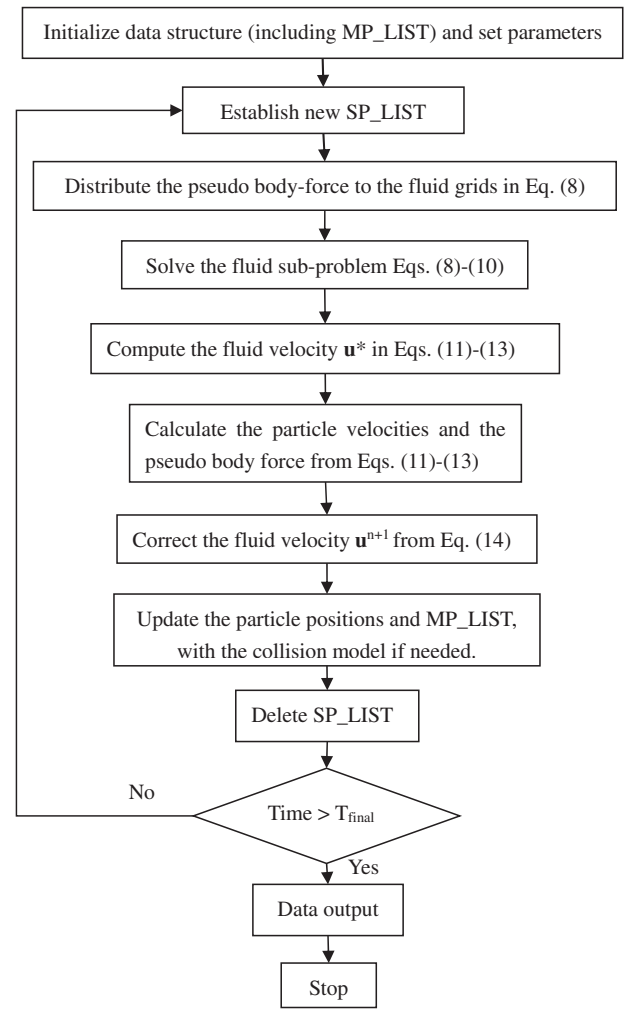 Initialize data structure (including MP_LIST) and set parameters
Establish new SP_LIST
Distribute the pseudo body-force to the fluid grids in Eq. (8)
Solve the fluid sub-problem Eqs. (8)-(10)
Compute the fluid velocity u* in Eqs. (11)-(13)
Calculate the particle velocities and the
pseudo body force from Eqs. (11)-(13)
Correct the fluid velocity uⁿ⁺¹ from Eq. (14)
Update the particle positions and MP_LIST,
with the collision model if needed.
Delete SP_LIST
No
Time > Tfinal
Yes
Data output
Stop